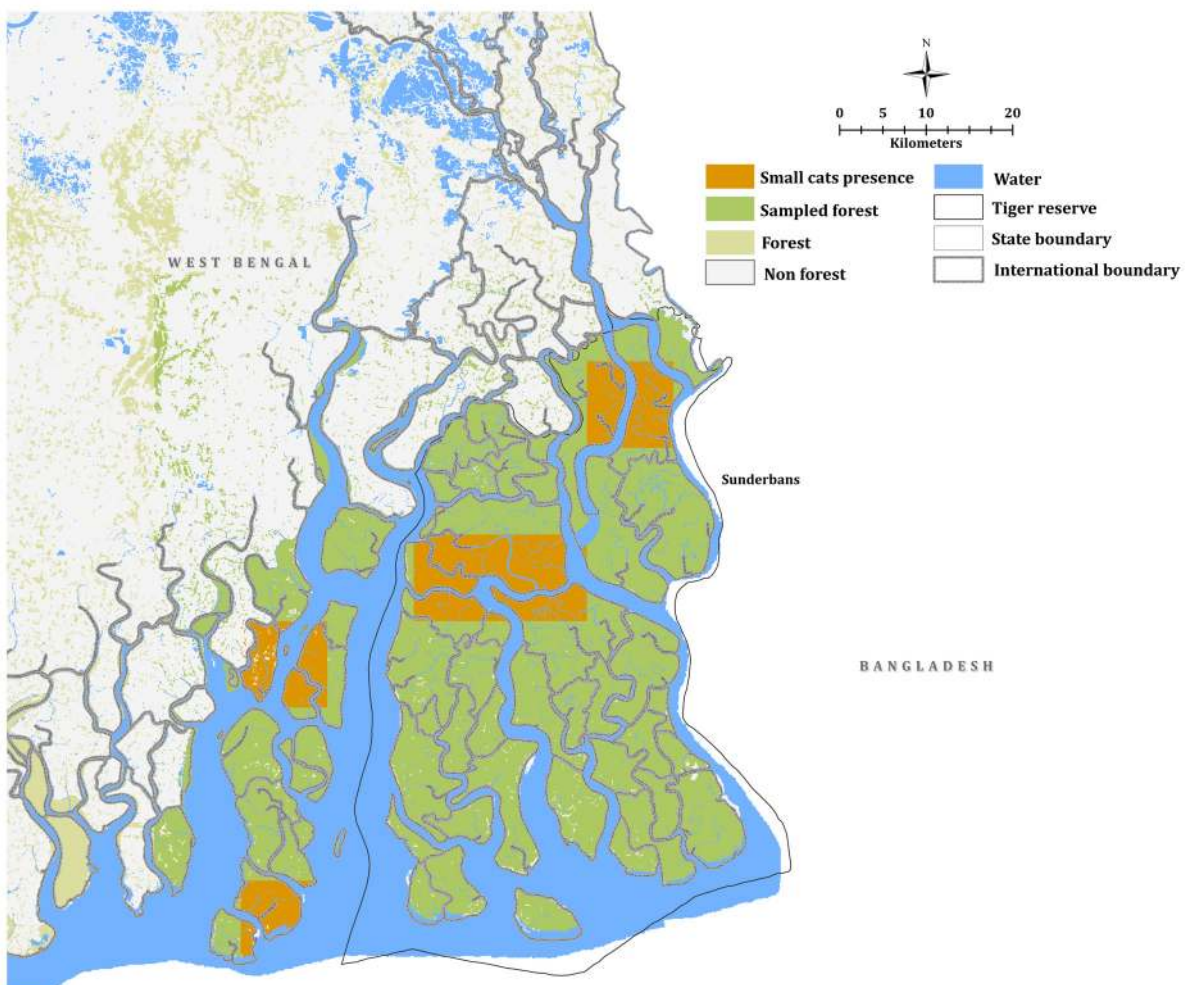 N
0 5 10 20
Kilometers
Small cats presence
Water
Sampled forest
Tiger reserve
Forest
State boundary
Non forest
International boundary
WEST BENGAL
Sunderbans
BANGLADESH